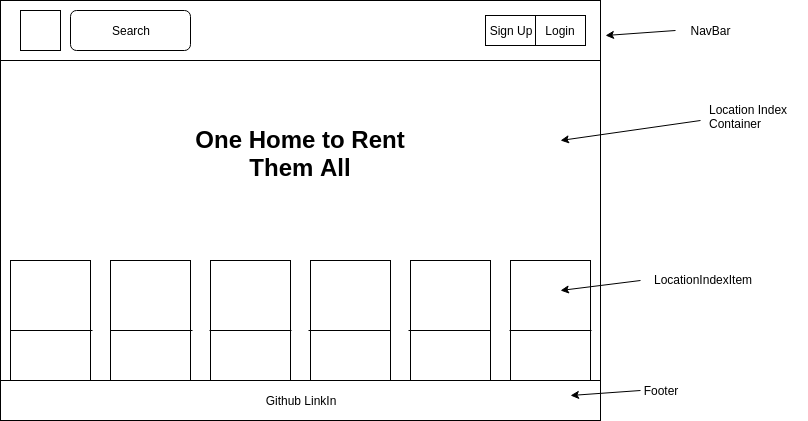 Search
Sign Up
Login
NavBar
Location Index
Container
One Home to Rent
Them All
LocationIndexItem
Github LinkIn
Footer